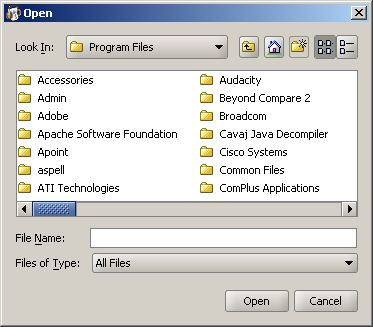 Open
Look In: Program Files
Accessories
Admin
Adobe
Apache Software Foundation
Apoint
aspell
ATI Technologies
Audacity
Beyond Compare 2
Broadcom
Cavaj Java Decompiler
Cisco Systems
Common Files
ComPlus Applications
File Name:
Files of Type: All Files
Open Cancel